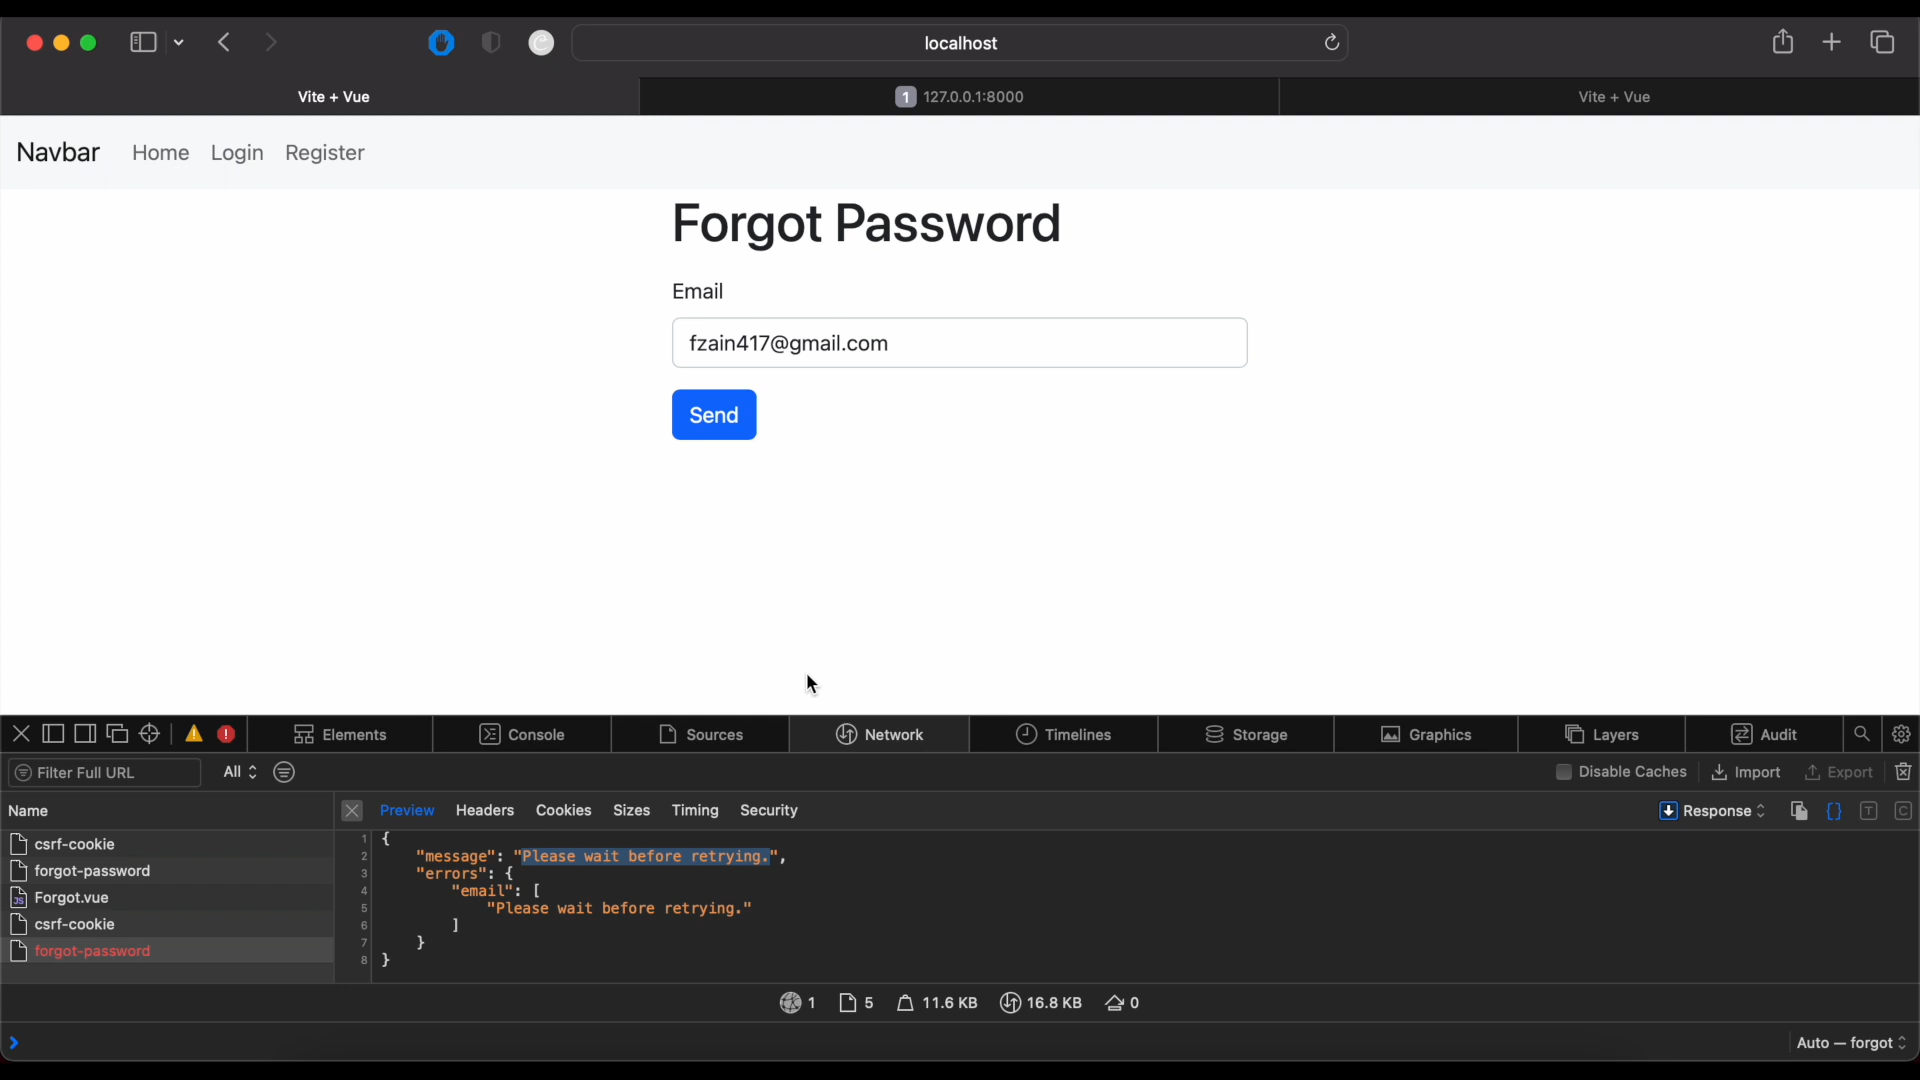 localhost
Vite + Vue
1 127.0.0.1:8000
Vite + Vue
Navbar Home Login Register
Forgot Password
Email
fzain417@gmail.com
Send
Elements Console Sources Network Timelines Storage Graphics Layers Audit
Filter Full URL All Disable Caches Import Export
Name Preview Headers Cookies Sizes Timing Security Response {} T C
csrf-cookie
forgot-password
JS Forgot.vue
csrf-cookie
forgot-password
1 {
2 "message": "Please wait before retrying.",
3 "errors": {
4 "email": [
5 "Please wait before retrying."
6 ]
7 }
8 }
1 5 11.6 KB 16.8 KB 0
Auto — forgot